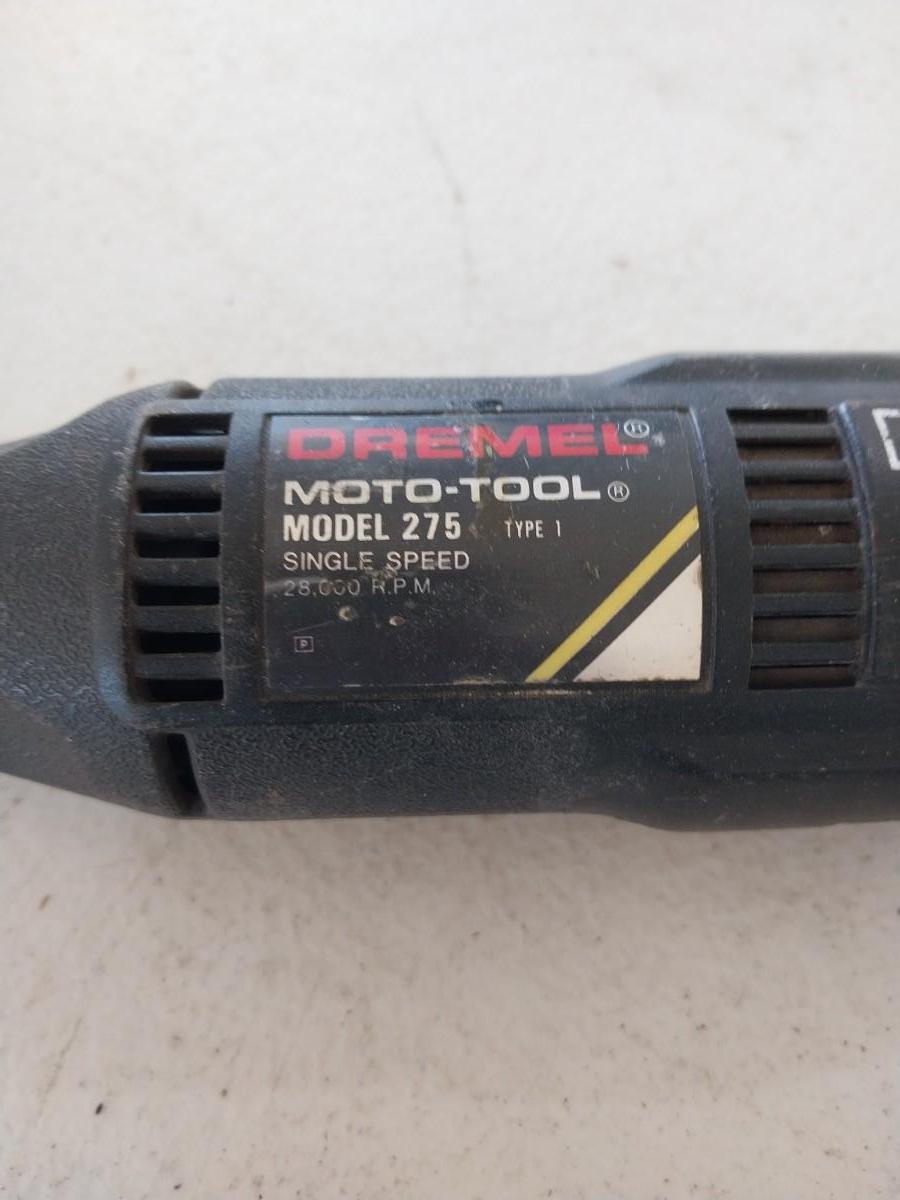 DREMEL®
MOTO-TOOL®
MODEL 275 TYPE 1
SINGLE SPEED
28,000 R.P.M.
P